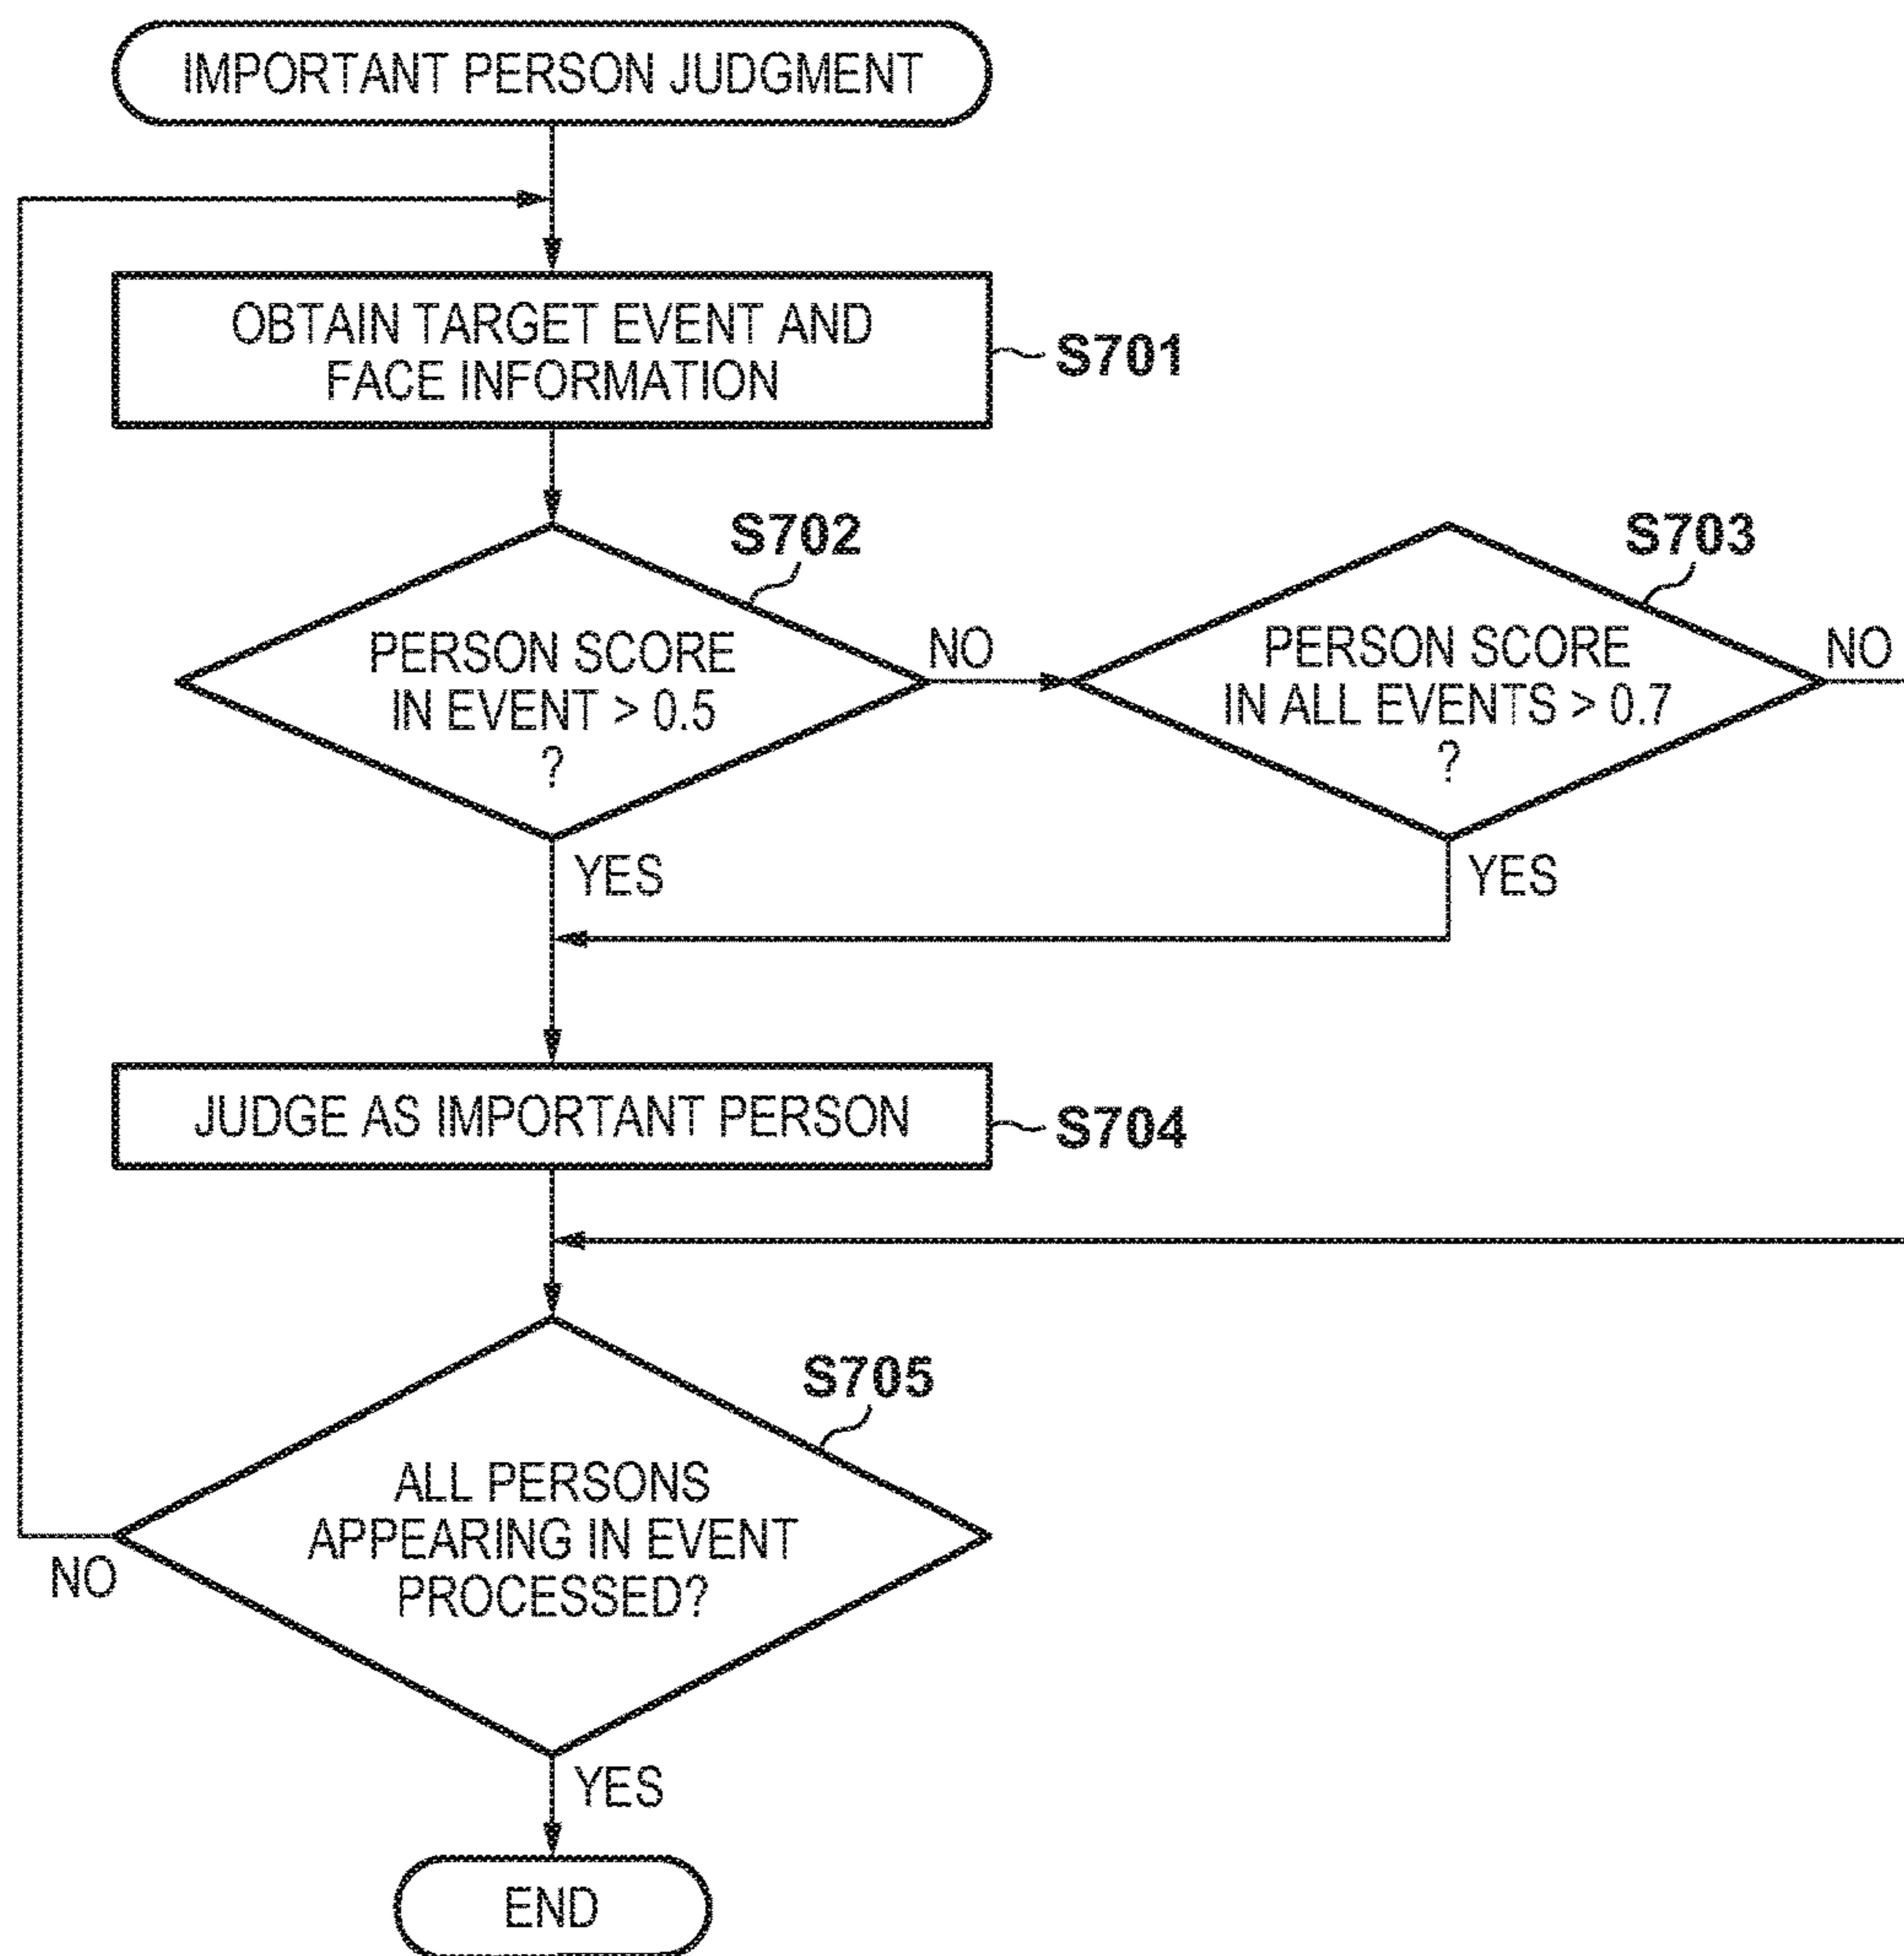 IMPORTANT PERSON JUDGMENT
OBTAIN TARGET EVENT AND
FACE INFORMATION
S701
S702
PERSON SCORE
IN EVENT > 0.5
?
NO
YES
S703
PERSON SCORE
IN ALL EVENTS > 0.7
?
NO
YES
JUDGE AS IMPORTANT PERSON
S704
S705
ALL PERSONS
APPEARING IN EVENT
PROCESSED?
NO
YES
END